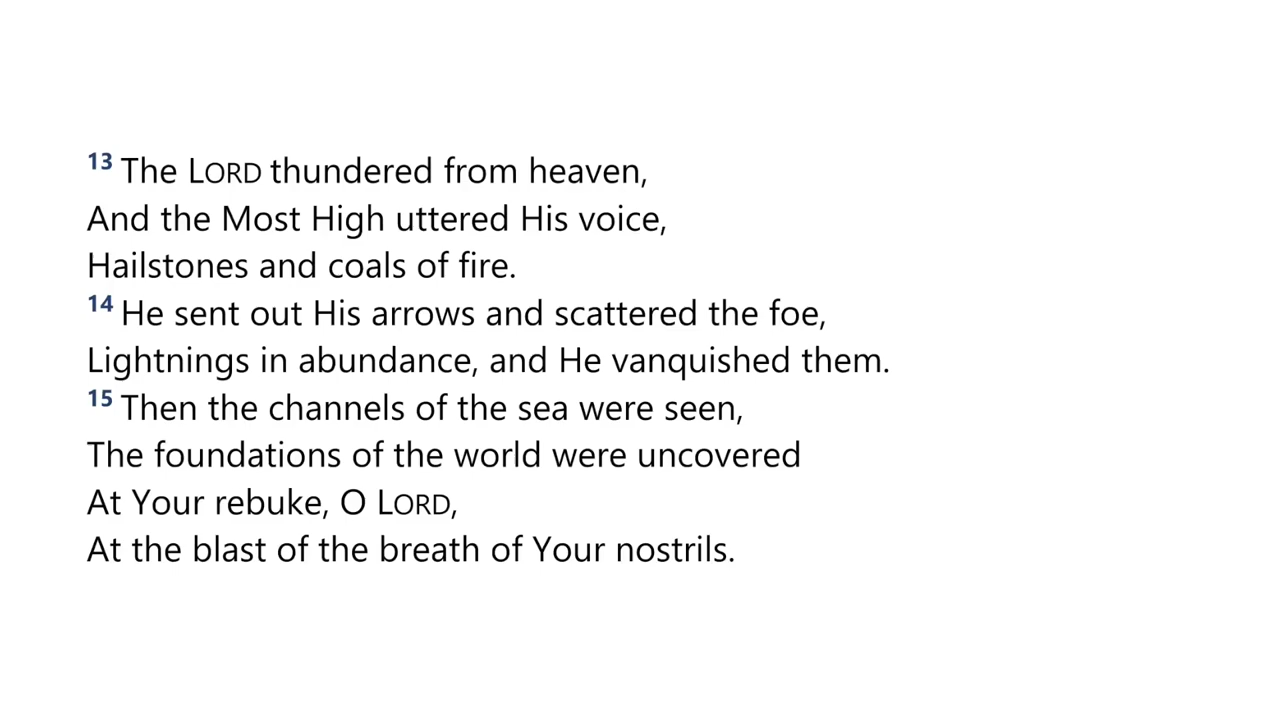 13 The LORD thundered from heaven,
And the Most High uttered His voice,
Hailstones and coals of fire.
14 He sent out His arrows and scattered the foe,
Lightnings in abundance, and He vanquished them.
15 Then the channels of the sea were seen,
The foundations of the world were uncovered
At Your rebuke, O LORD,
At the blast of the breath of Your nostrils.